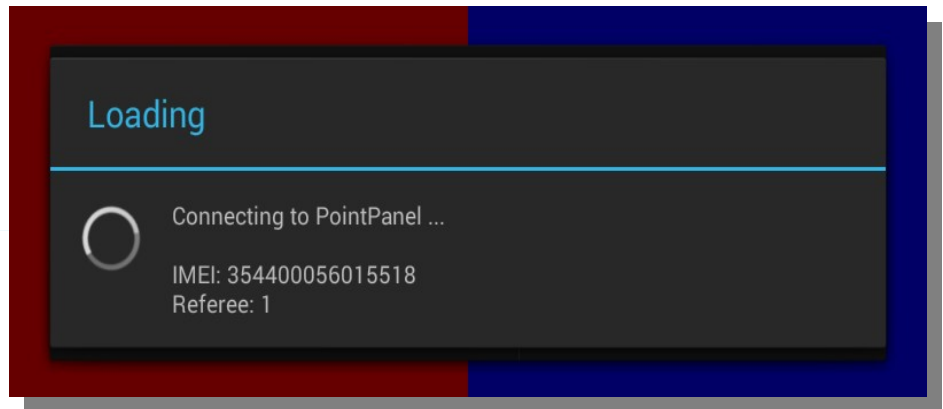 Loading
Connecting to PointPanel ...
IMEI: 354400056015518
Referee: 1